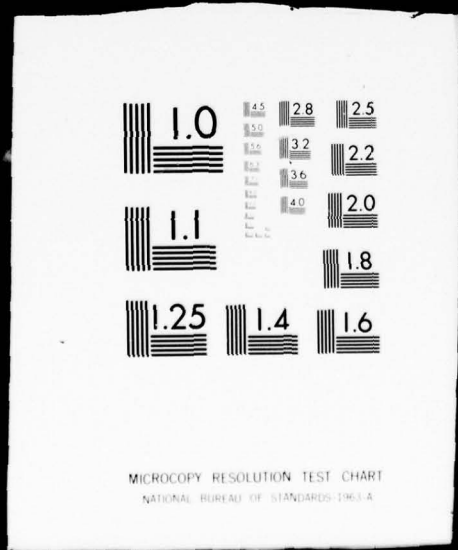 1.0
4.5 2.8 2.5
5.0
5.6 3.2 2.2
3.6
1.1
4.0 2.0
1.8
1.25 1.4 1.6
MICROCOPY RESOLUTION TEST CHART
NATIONAL BUREAU OF STANDARDS-1963-A